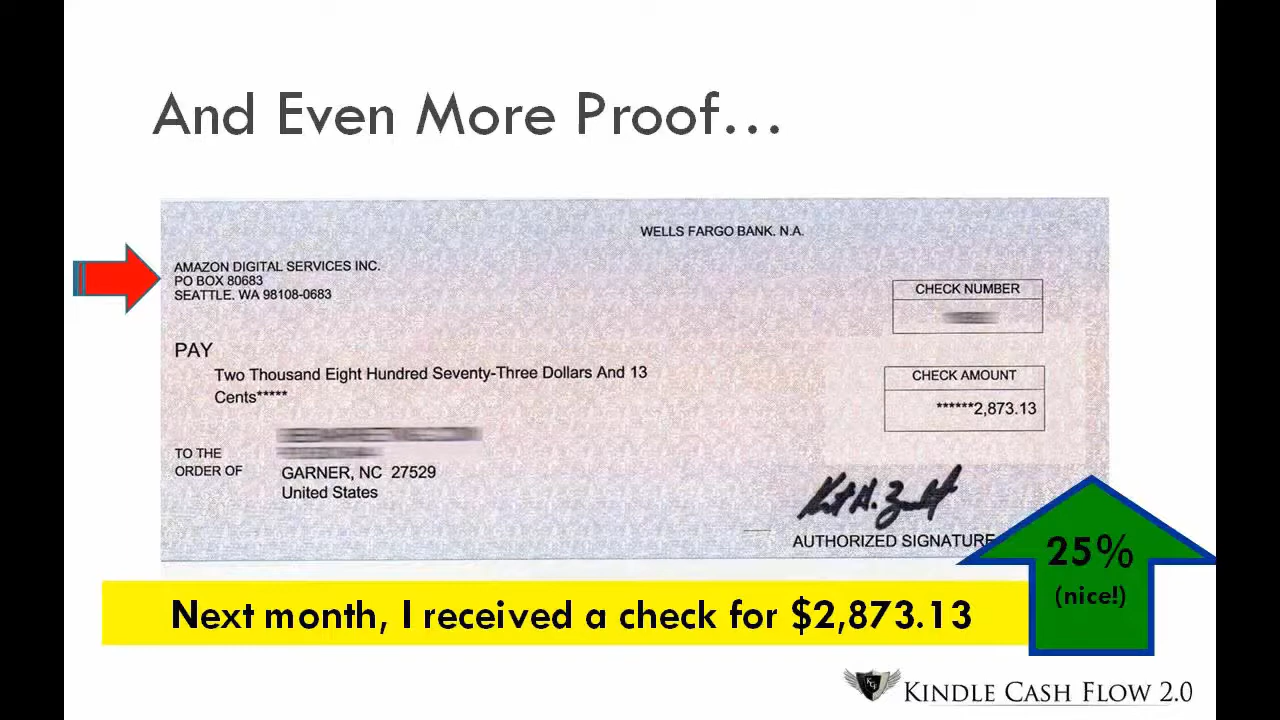 And Even More Proof...
WELLS FARGO BANK. N.A.
AMAZON DIGITAL SERVICES INC.
PO BOX 80683
SEATTLE. WA 98108-0683
CHECK NUMBER
PAY
Two Thousand Eight Hundred Seventy-Three Dollars And 13
Cents*****
CHECK AMOUNT
******2,873.13
TO THE
ORDER OF
GARNER, NC 27529
United States
AUTHORIZED SIGNATURE
25%
(nice!)
Next month, I received a check for $2,873.13
KINDLE CASH FLOW 2.0